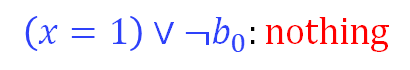 (x = 1) ∨ ¬b₀: nothing